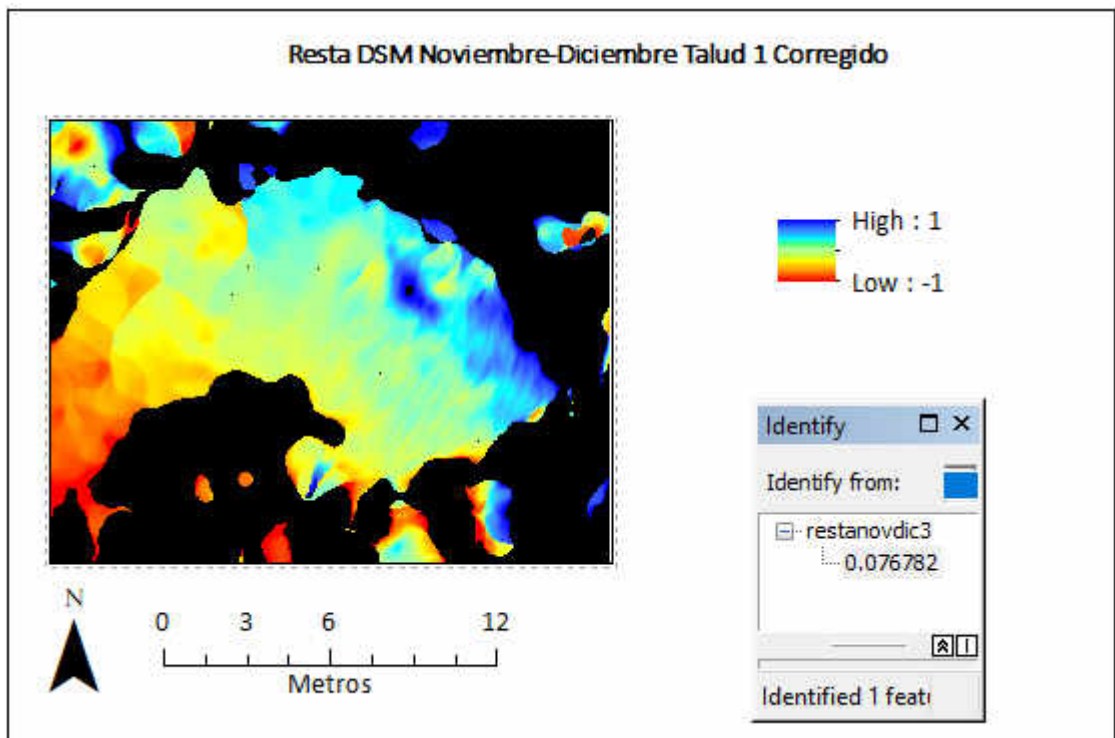 Resta DSM Noviembre-Diciembre Talud 1 Corregido
High : 1
Low : -1
Identify
Identify from:
restanovdic3
0.076782
Identified 1 featu
N
0 3 6 12
Metros